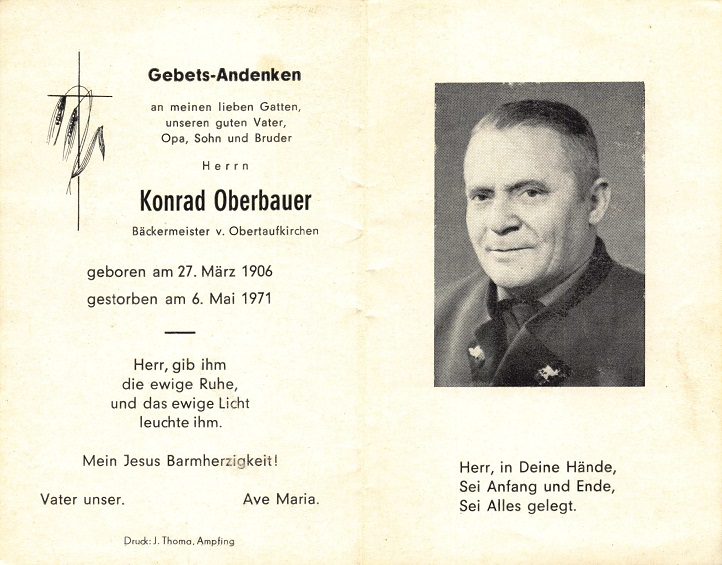 Gebets-Andenken
an meinen lieben Gatten,
unseren guten Vater,
Opa, Sohn und Bruder
Herrn
Konrad Oberbauer
Bäckermeister v. Obertaufkirchen
geboren am 27. März 1906
gestorben am 6. Mai 1971
Herr, gib ihm
die ewige Ruhe,
und das ewige Licht
leuchte ihm.
Mein Jesus Barmherzigkeit!
Vater unser. Ave Maria.
Druck: J. Thoma, Ampfing
Herr, in Deine Hände,
Sei Anfang und Ende,
Sei Alles gelegt.